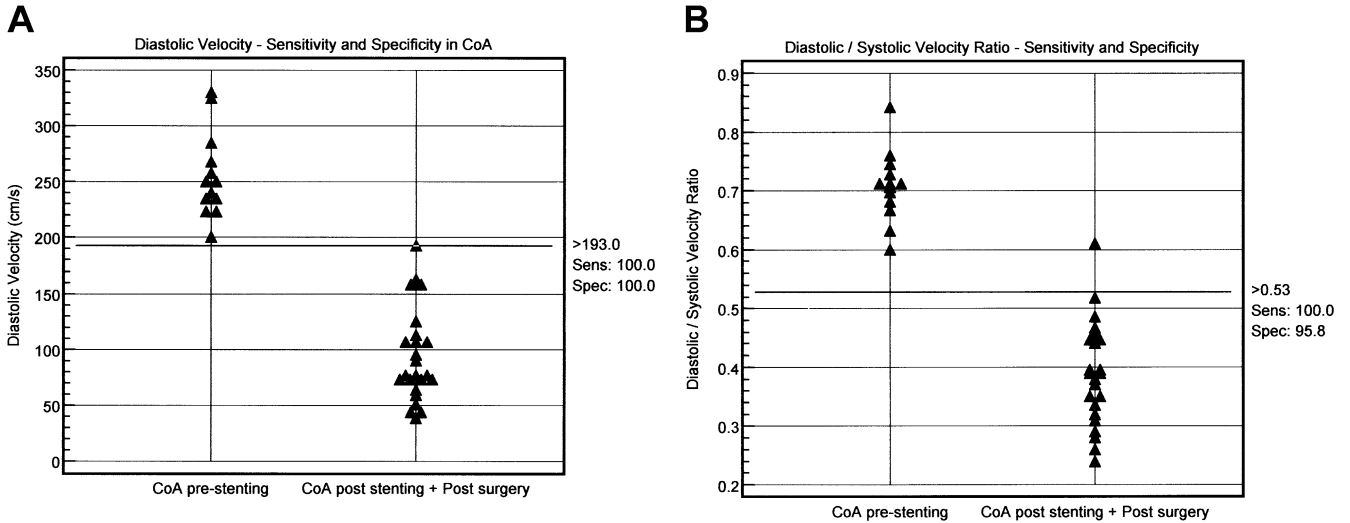 A
Diastolic Velocity - Sensitivity and Specificity in CoA
Diastolic Velocity (cm/s)
350
300
250
200
150
100
50
0
>193.0
Sens: 100.0
Spec: 100.0
CoA pre-stenting
CoA post stenting + Post surgery
B
Diastolic / Systolic Velocity Ratio - Sensitivity and Specificity
Diastolic / Systolic Velocity Ratio
0.9
0.8
0.7
0.6
0.5
0.4
0.3
0.2
>0.53
Sens: 100.0
Spec: 95.8
CoA pre-stenting
CoA post stenting + Post surgery